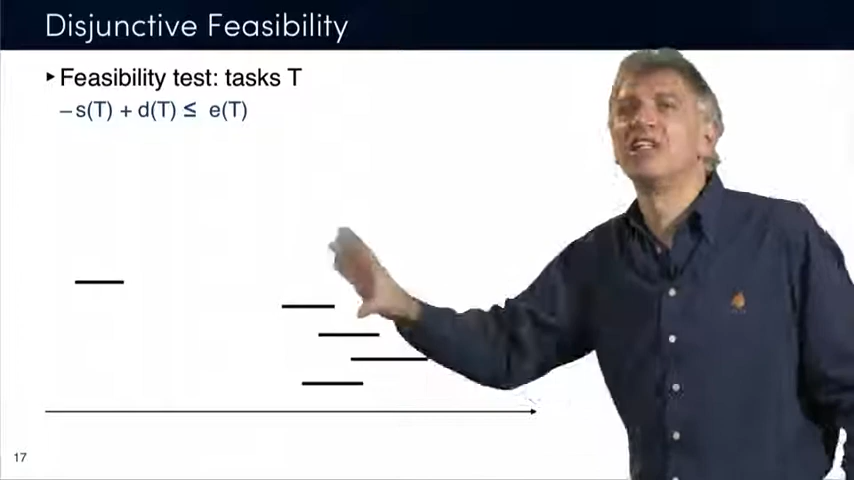 Disjunctive Feasibility
▸ Feasibility test: tasks T
– s(T) + d(T) ≤ e(T)
17